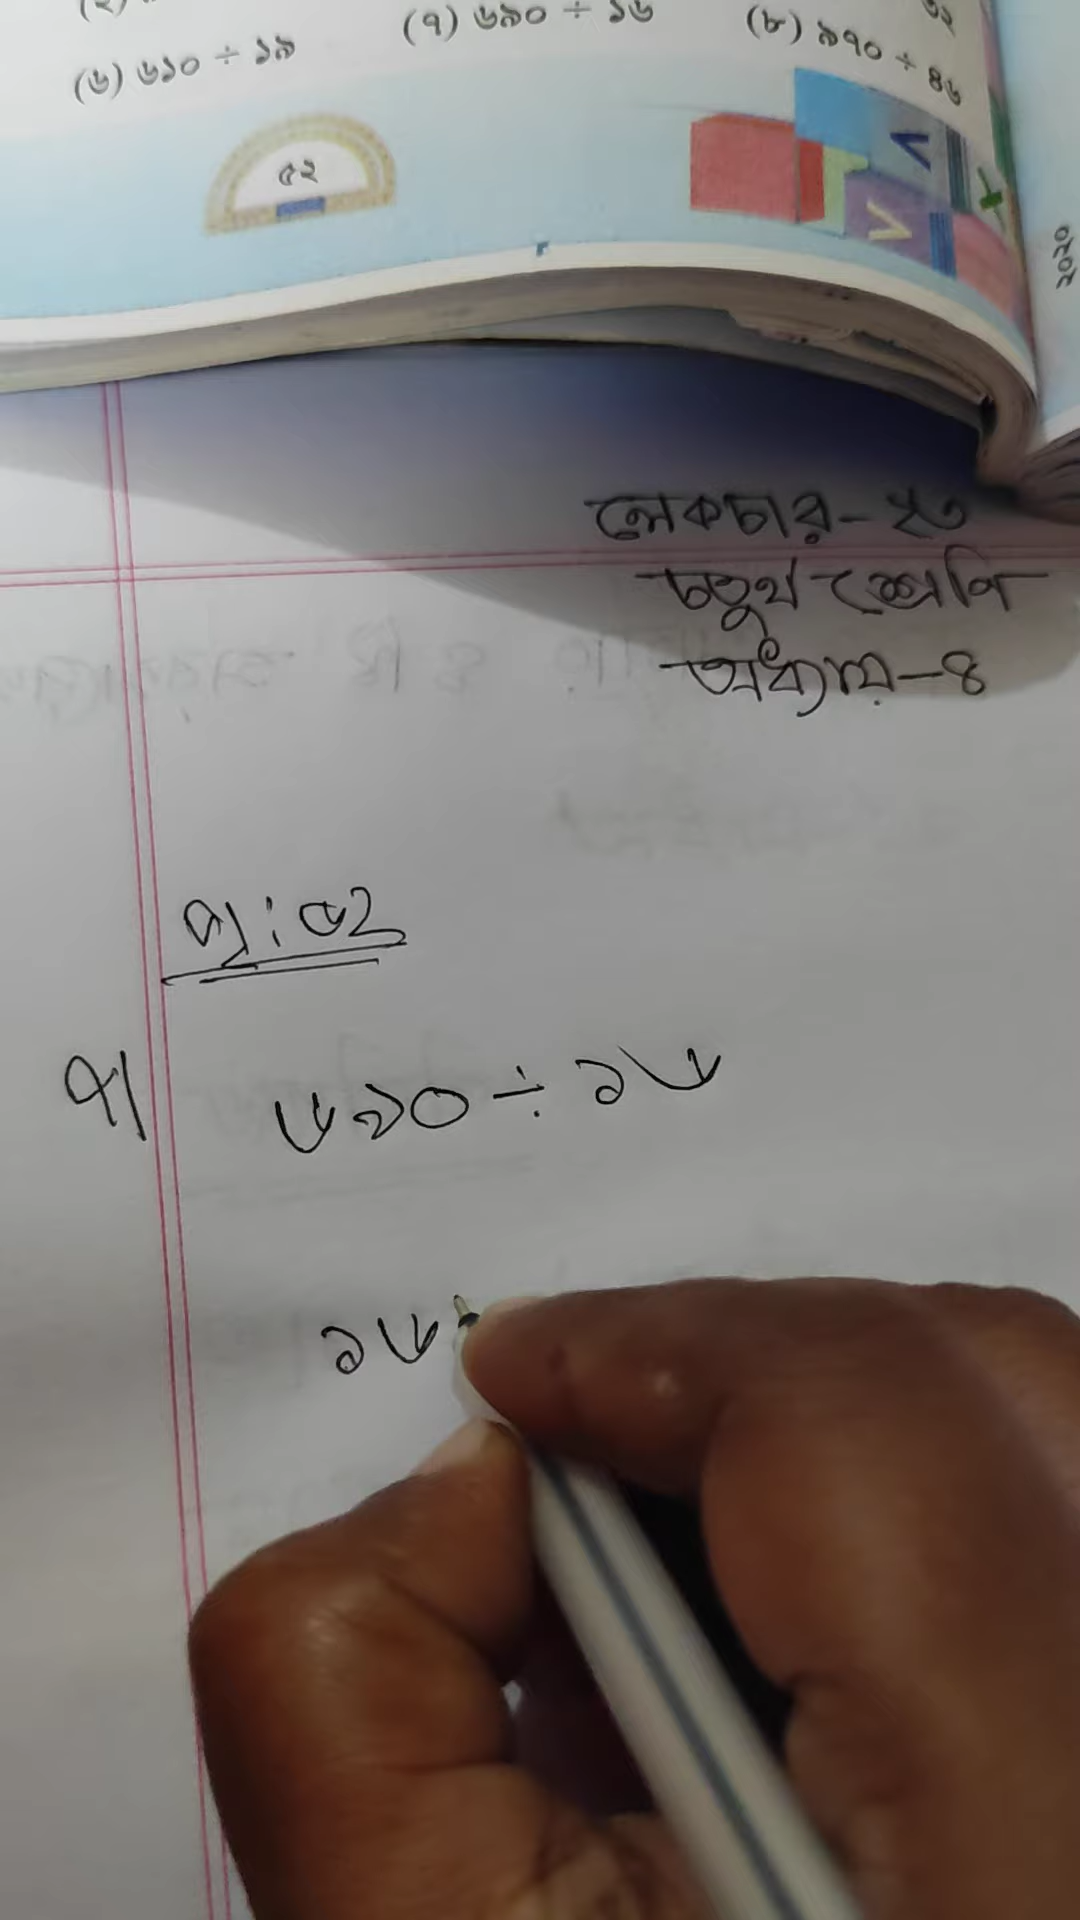 (৬) ৬১০ ÷ ১৯
(৭) ৬৯০ ÷ ১৬
(৮) ৯৭০ ÷ ৪৬
৫২
২০২০
লেকচার-২৩
চতুর্থ শ্রেণি
অধ্যায়-৪
পৃ: ৫২
৭। ৬৯০ ÷ ১৬
১৬